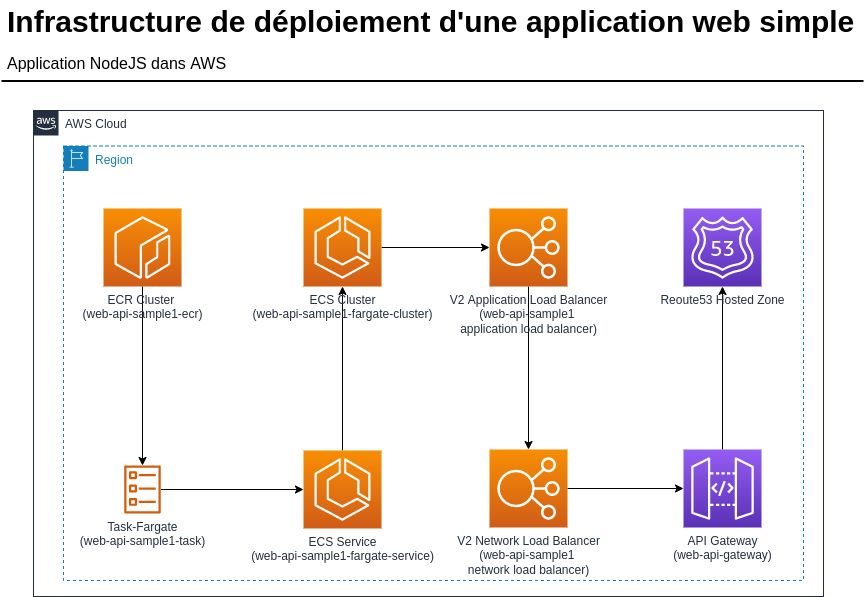 Infrastructure de déploiement d'une application web simple
Application NodeJS dans AWS
aws
AWS Cloud
Region
ECR Cluster
(web-api-sample1-ecr)
ECS Cluster
(web-api-sample1-fargate-cluster)
V2 Application Load Balancer
(web-api-sample1
application load balancer)
53
Reoute53 Hosted Zone
Task-Fargate
(web-api-sample1-task)
ECS Service
(web-api-sample1-fargate-service)
V2 Network Load Balancer
(web-api-sample1
network load balancer)
</>
API Gateway
(web-api-gateway)